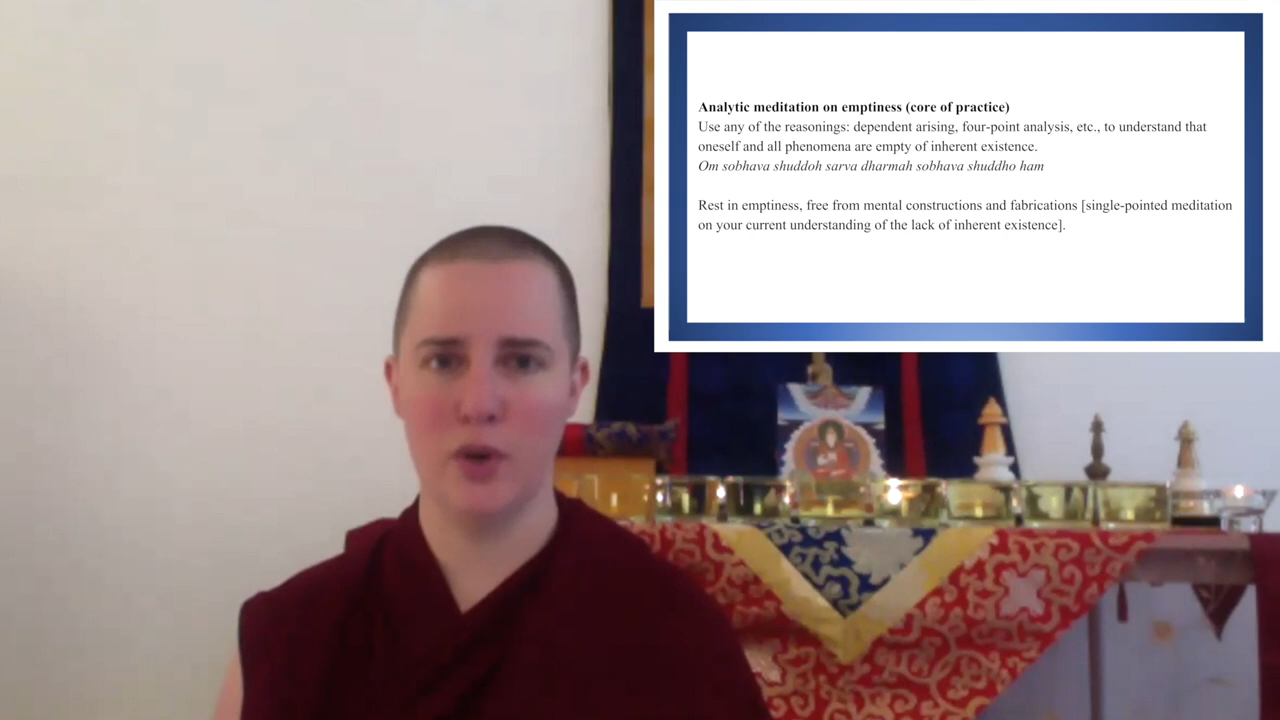 Analytic meditation on emptiness (core of practice)
Use any of the reasonings: dependent arising, four-point analysis, etc., to understand that
oneself and all phenomena are empty of inherent existence.
Om sobhava shuddoh sarva dharmah sobhava shuddho ham
Rest in emptiness, free from mental constructions and fabrications [single-pointed meditation
on your current understanding of the lack of inherent existence].